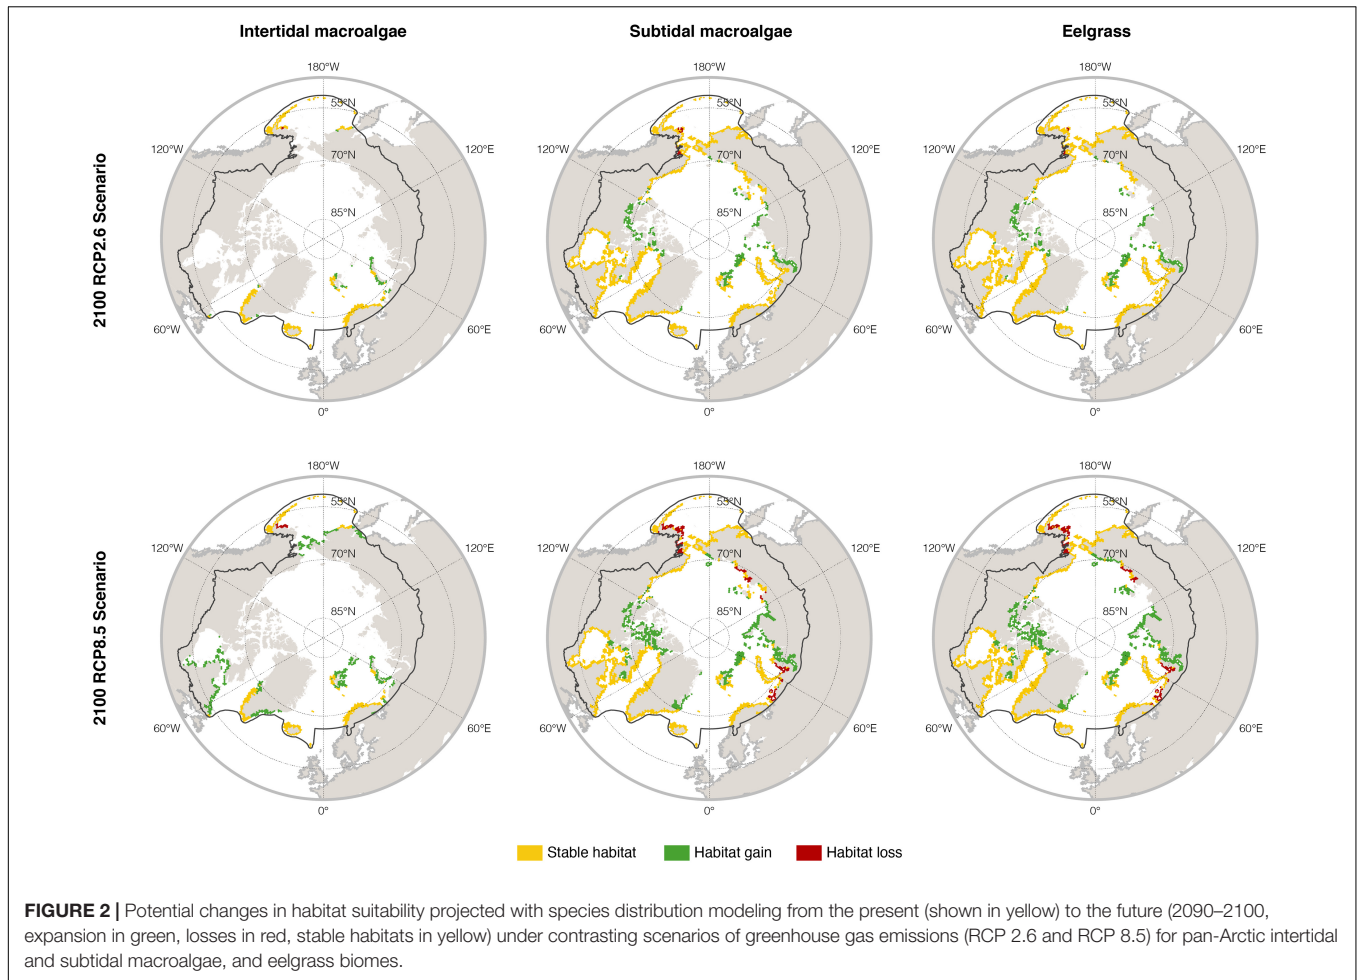 Intertidal macroalgae
Subtidal macroalgae
Eelgrass
2100 RCP2.6 Scenario
180°W
55°N
120°W
120°E
70°N
85°N
60°W
60°E
0°
180°W
55°N
120°W
120°E
70°N
85°N
60°W
60°E
0°
180°W
55°N
120°W
120°E
70°N
85°N
60°W
60°E
0°
2100 RCP8.5 Scenario
180°W
55°N
120°W
120°E
70°N
85°N
60°W
60°E
0°
180°W
55°N
120°W
120°E
70°N
85°N
60°W
60°E
0°
180°W
55°N
120°W
120°E
70°N
85°N
60°W
60°E
0°
Stable habitat
Habitat gain
Habitat loss
FIGURE 2 | Potential changes in habitat suitability projected with species distribution modeling from the present (shown in yellow) to the future (2090–2100,
expansion in green, losses in red, stable habitats in yellow) under contrasting scenarios of greenhouse gas emissions (RCP 2.6 and RCP 8.5) for pan-Arctic intertidal
and subtidal macroalgae, and eelgrass biomes.